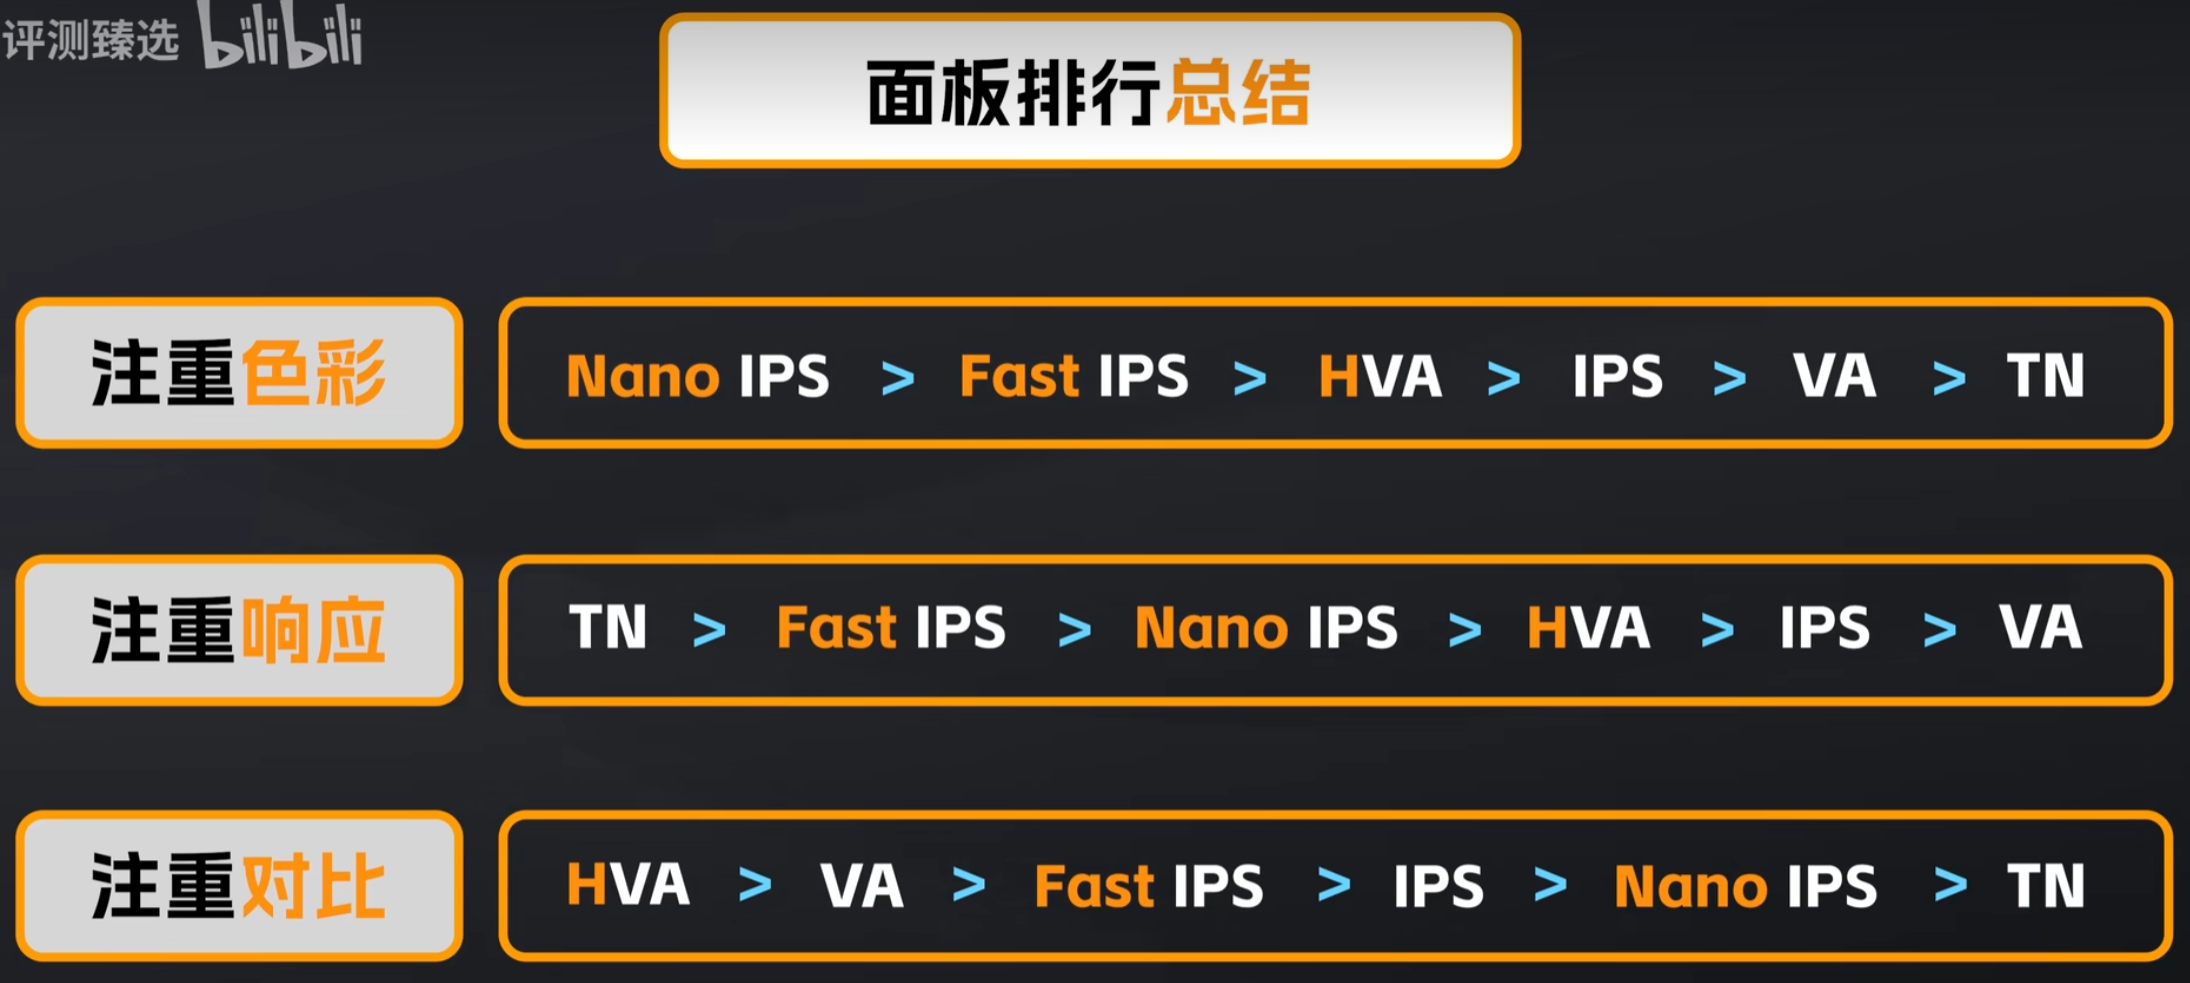 评测臻选 bilibili
面板排行总结
注重色彩 Nano IPS > Fast IPS > HVA > IPS > VA > TN
注重响应 TN > Fast IPS > Nano IPS > HVA > IPS > VA
注重对比 HVA > VA > Fast IPS > IPS > Nano IPS > TN